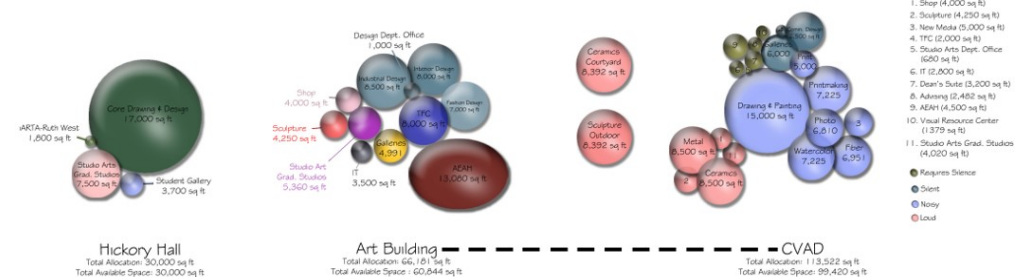 Core Drawing & Design
17,000 sq ft
iARTA-Ruth West
1,800 sq ft
Studio Arts
Grad. Studios
7,500 sq ft
Student Gallery
3,700 sq ft
Hickory Hall
Total Allocation: 30,000 sq ft
Total Available Space : 30,000 sq ft
Design Dept. Office
1,000 sq ft
Interior Design
8,000 sq ft
Industrial Design
8,500 sq ft
Fashion Design
7,000 sq ft
Shop
4,000 sq ft
TFC
8,000 sq ft
Sculpture
4,250 sq ft
Galleries
4,991
Studio Art
Grad. Studios
5,360 sq ft
IT
3,500 sq ft
AEAH
13,080 sq ft
Art Building
Total Allocation: 66,181 sq ft
Total Available Space : 60,844 sq ft
Ceramics
Courtyard
8,392 sq ft
Sculpture
Outdoor
8,392 sq ft
9
Design
Galleries
6,000
5,000
Printmaking
7,225
Drawing & Painting
15,000 sq ft
Photo
6,810
3
Watercolor
7,225
Fiber
6,951
Metal
8,500 sq ft
2
Ceramics
8,500 sq ft
CVAD
Total Allocation: 113,522 sq ft
Total Available Space: 99,420 sq ft
1. Shop (4,000 sq ft)
2. Sculpture (4,250 sq ft)
3. New Media (5,000 sq ft)
4. TFC (2,000 sq ft)
5. Studio Arts Dept. Office
(680 sq ft)
6. IT (2,800 sq ft)
7. Dean's Suite (3,200 sq ft)
8. Advising (2,482 sq ft)
9. AEAH (4,500 sq ft)
10. Visual Resource Center
(1379 sq ft)
11. Studio Arts Grad. Studios
(4,020 sq ft)
Requires Silence
Silent
Noisy
Loud